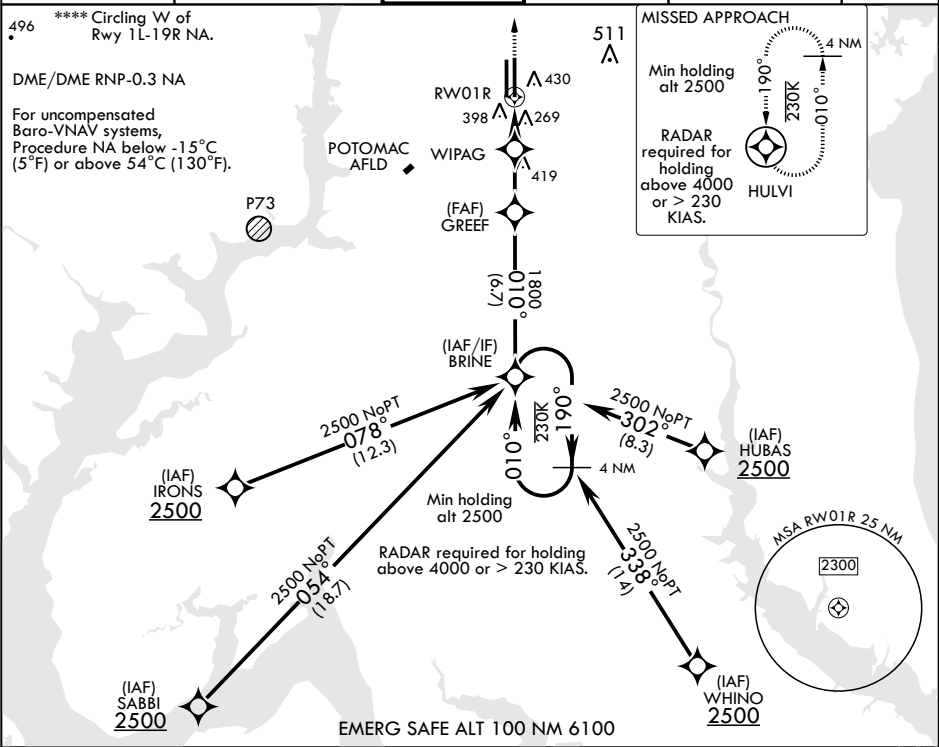 496
**** Circling W of
Rwy 1L-19R NA.
DME/DME RNP-0.3 NA
For uncompensated
Baro-VNAV systems,
Procedure NA below -15°C
(5°F) or above 54°C (130°F).
P73
POTOMAC
AFLD
RW01R
430
398
269
WIPAG
419
(FAF)
GREEF
511
MISSED APPROACH
4 NM
Min holding
alt 2500
190°
230K
010°
RADAR
required for
holding
above 4000
or > 230
KIAS.
HULVI
1800
010°
(6.7)
(IAF/IF)
BRINE
2500 NoPT
078°
(12.3)
(IAF)
IRONS
2500
010°
230K
190°
4 NM
2500 NoPT
302°
(8.3)
(IAF)
HUBAS
2500
Min holding
alt 2500
RADAR required for holding
above 4000 or > 230 KIAS.
2500 NoPT
054°
(18.7)
2500 NoPT
338°
(14)
MSA RW01R 25 NM
2300
(IAF)
SABBI
2500
(IAF)
WHINO
2500
EMERG SAFE ALT 100 NM 6100